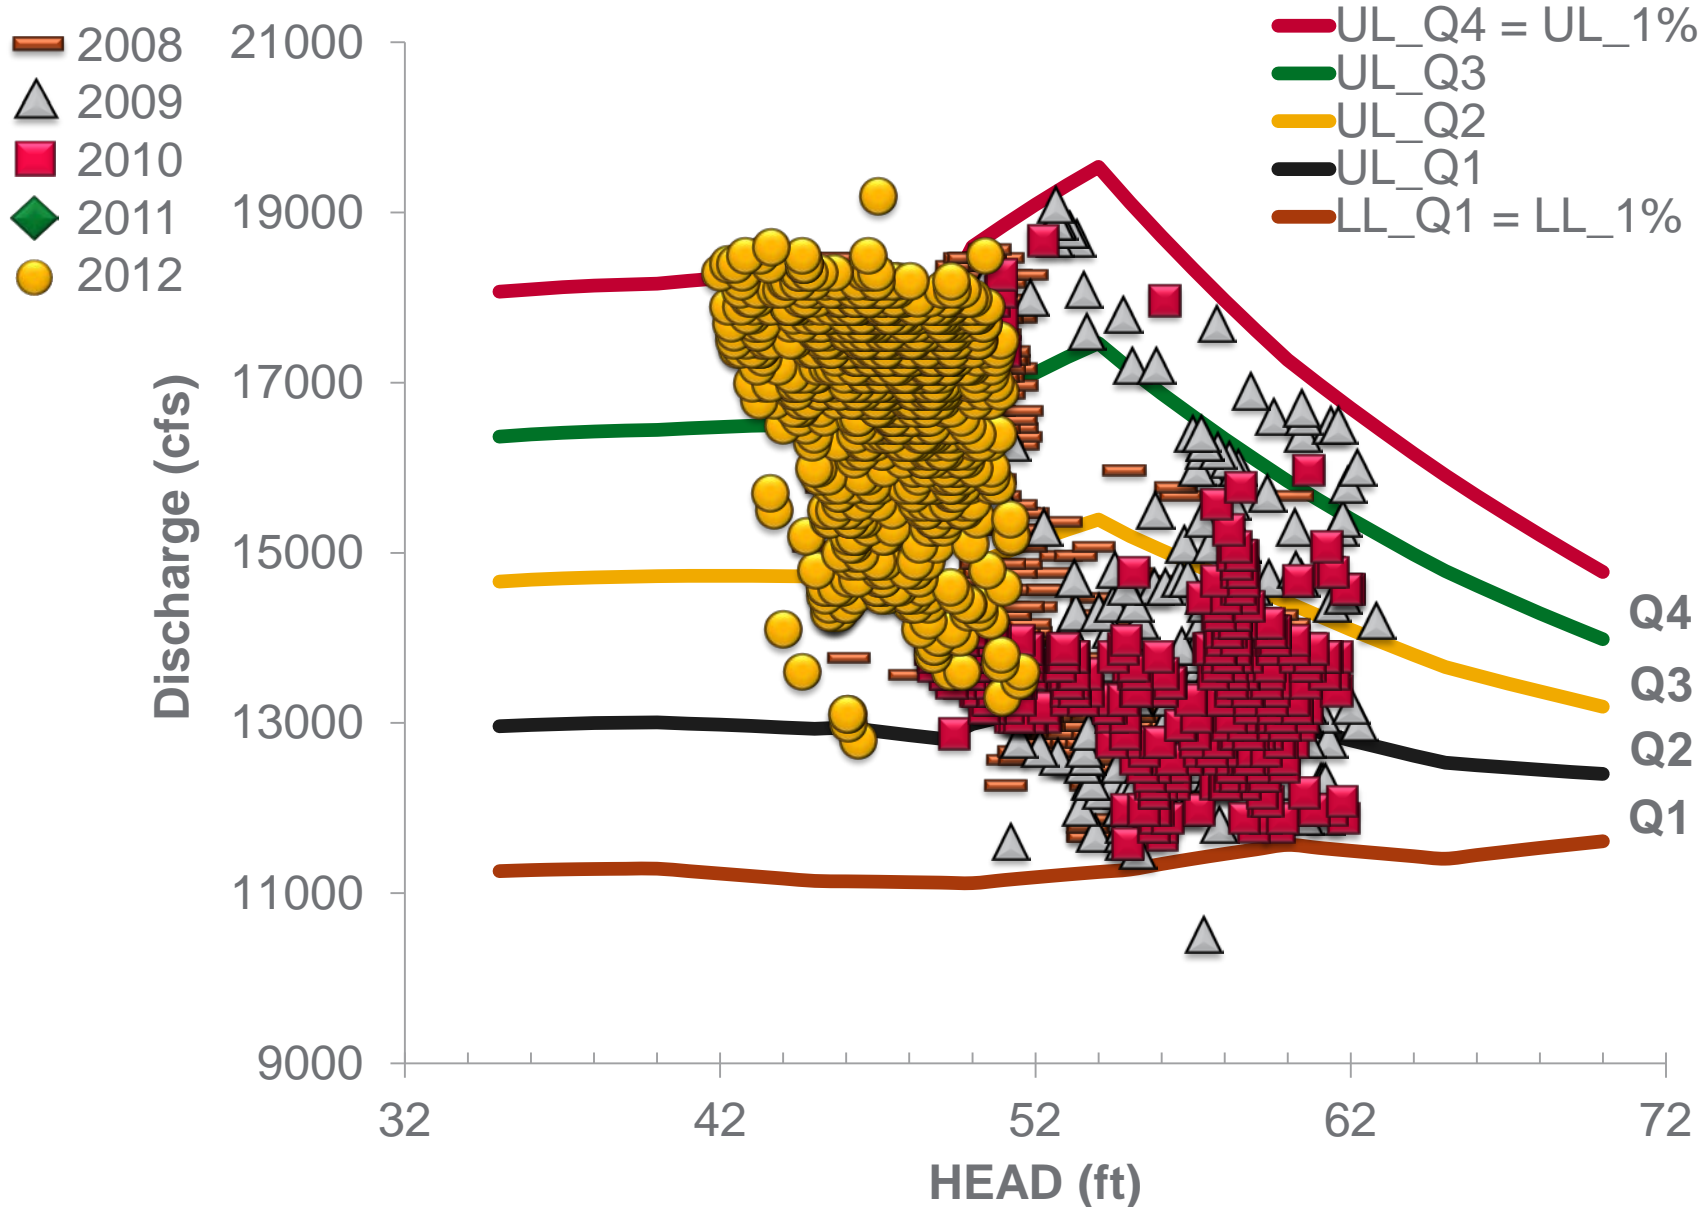 2008
2009
2010
2011
2012
UL_Q4 = UL_1%
UL_Q3
UL_Q2
UL_Q1
LL_Q1 = LL_1%
21000
19000
17000
15000
13000
11000
9000
Discharge (cfs)
Q4
Q3
Q2
Q1
32 42 52 62 72
HEAD (ft)